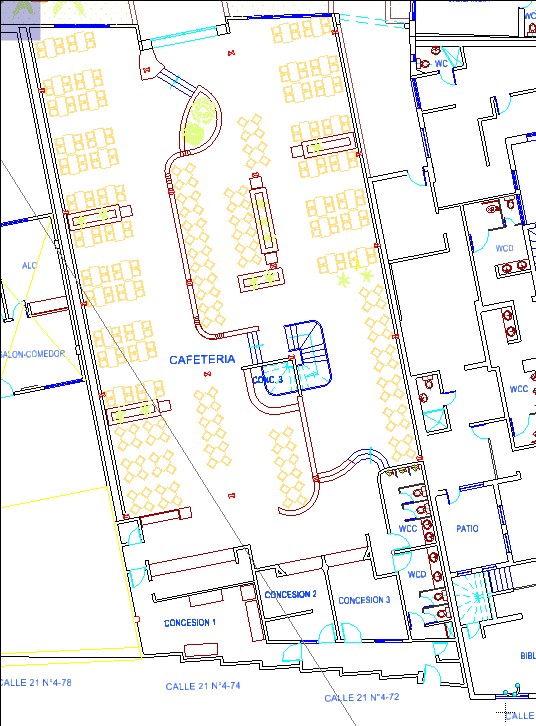 WC
WCD
ALC
SALON-COMEDOR
CAFETERIA
CONC. 3
WCC
WCC
PATIO
WCD
CONCESION 2
CONCESION 3
CONCESION 1
BIBL
CALLE 21 N°4-78
CALLE 21 N°4-74
CALLE 21 N°4-72
CALLE